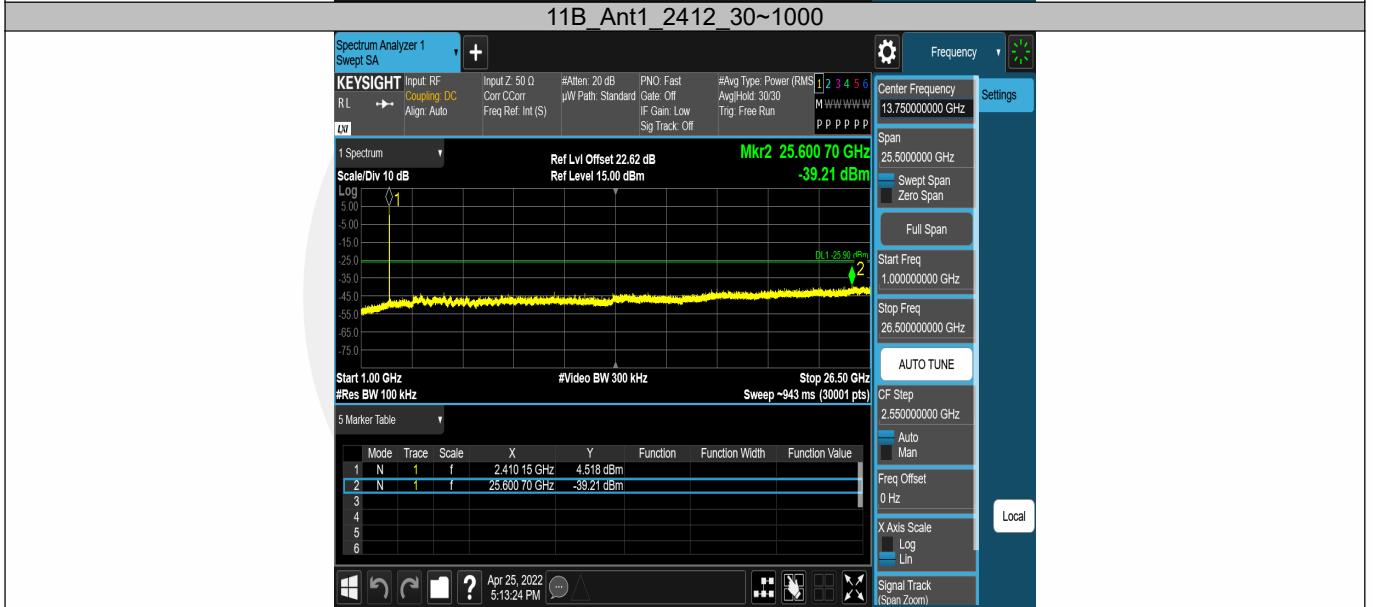 11B_Ant1_2412_30~1000
Spectrum Analyzer 1
Swept SA
+
Frequency
KEYSIGHT
RL
LXI
Input: RF
Coupling: DC
Align: Auto
Input Z: 50 Ω
Corr CCorr
Freq Ref: Int (S)
#Atten: 20 dB
µW Path: Standard
PNO: Fast
Gate: Off
IF Gain: Low
Sig Track: Off
#Avg Type: Power (RMS
Avg|Hold: 30/30
Trig: Free Run
1 2 3 4 5 6
M W W W W W
P P P P P P
1 Spectrum
Scale/Div 10 dB
Ref Lvl Offset 22.62 dB
Ref Level 15.00 dBm
Mkr2 25.600 70 GHz
-39.21 dBm
Log
1
5.00
-5.00
-15.0
-25.0
DL1 -25.90 dBm
2
-35.0
-45.0
-55.0
-65.0
-75.0
Start 1.00 GHz
#Video BW 300 kHz
Stop 26.50 GHz
#Res BW 100 kHz
Sweep ~943 ms (30001 pts)
5 Marker Table
Mode Trace Scale X Y Function Function Width Function Value
1 N 1 f 2.410 15 GHz 4.518 dBm
2 N 1 f 25.600 70 GHz -39.21 dBm
3
4
5
6
?
Apr 25, 2022
5:13:24 PM
Center Frequency
13.750000000 GHz
Span
25.5000000 GHz
Swept Span
Zero Span
Full Span
Start Freq
1.000000000 GHz
Stop Freq
26.500000000 GHz
AUTO TUNE
CF Step
2.550000000 GHz
Auto
Man
Freq Offset
0 Hz
X Axis Scale
Log
Lin
Signal Track
(Span Zoom)
Settings
Local